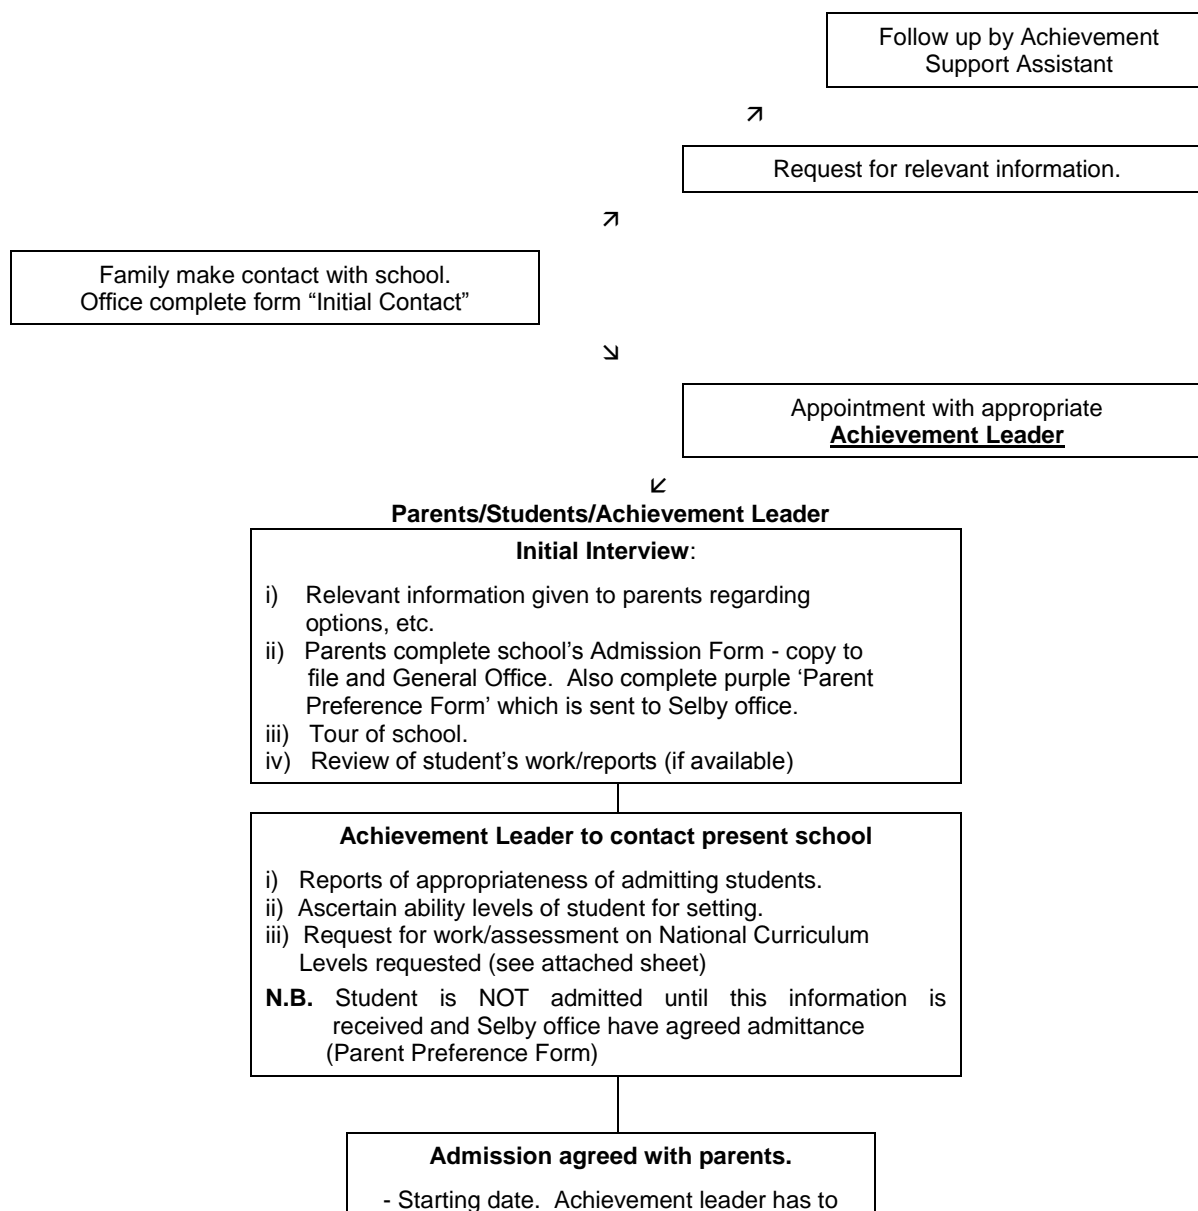 Follow up by Achievement
Support Assistant
Request for relevant information.
Family make contact with school.
Office complete form “Initial Contact”
Appointment with appropriate
Achievement Leader
Parents/Students/Achievement Leader
Initial Interview:
i) Relevant information given to parents regarding
options, etc.
ii) Parents complete school’s Admission Form - copy to
file and General Office. Also complete purple ‘Parent
Preference Form’ which is sent to Selby office.
iii) Tour of school.
iv) Review of student’s work/reports (if available)
Achievement Leader to contact present school
i) Reports of appropriateness of admitting students.
ii) Ascertain ability levels of student for setting.
iii) Request for work/assessment on National Curriculum
Levels requested (see attached sheet)
N.B. Student is NOT admitted until this information is
received and Selby office have agreed admittance
(Parent Preference Form)
Admission agreed with parents.
- Starting date. Achievement leader has to